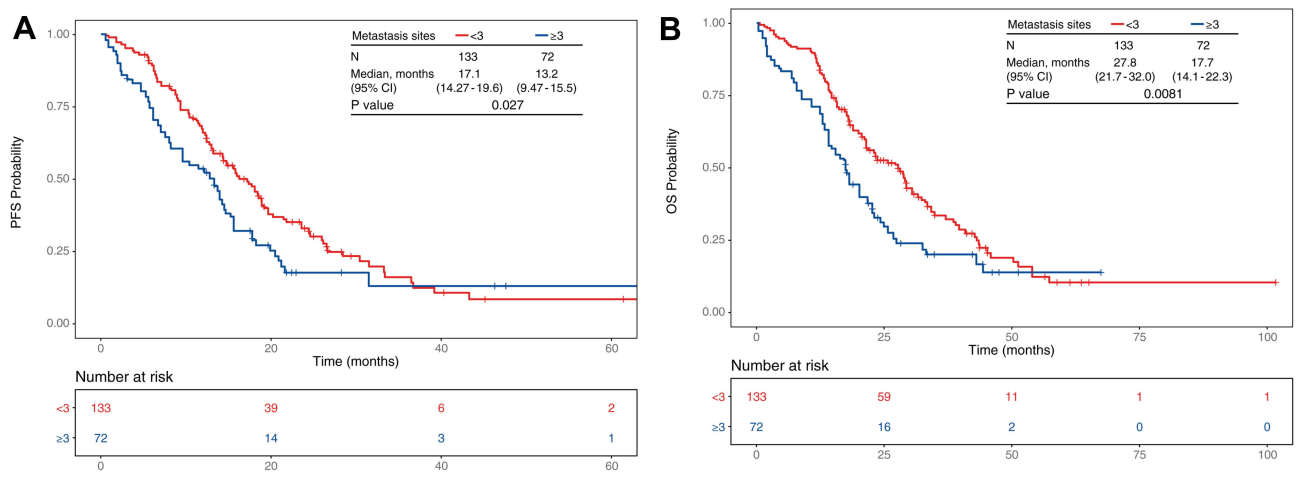 A
Metastasis sites <3 ≥3
N 133 72
Median, months 17.1 13.2
(95% CI) (14.27-19.6) (9.47-15.5)
P value 0.027
PFS Probability
1.00
0.75
0.50
0.25
0.00
0 20 40 60
Time (months)
Number at risk
<3 133 39 6 2
≥3 72 14 3 1
0 20 40 60
B
Metastasis sites <3 ≥3
N 133 72
Median, months 27.8 17.7
(95% CI) (21.7-32.0) (14.1-22.3)
P value 0.0081
OS Probability
1.00
0.75
0.50
0.25
0.00
0 25 50 75 100
Time (months)
Number at risk
<3 133 59 11 1 1
≥3 72 16 2 0 0
0 25 50 75 100